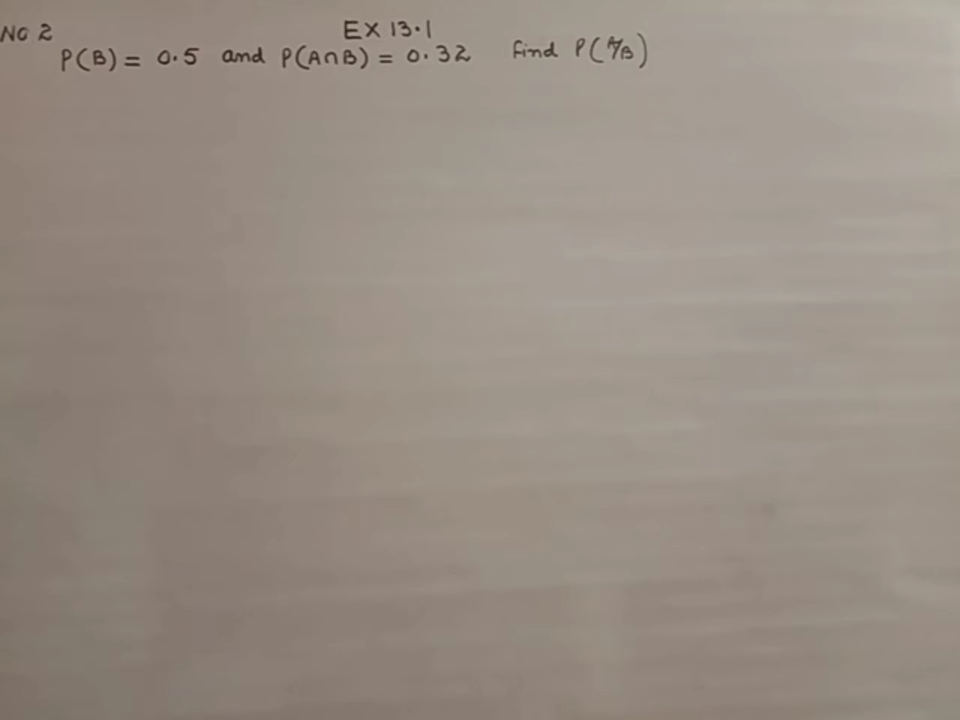 NO 2 EX 13.1
P(B) = 0.5 and P(A∩B) = 0.32 find P(A/B)